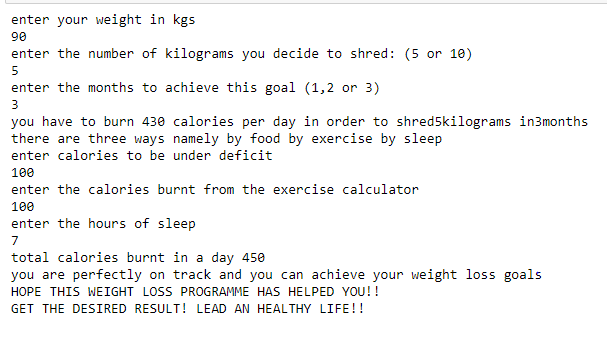 enter your weight in kgs
90
enter the number of kilograms you decide to shred: (5 or 10)
5
enter the months to achieve this goal (1,2 or 3)
3
you have to burn 430 calories per day in order to shred5kilograms in3months
there are three ways namely by food by exercise by sleep
enter calories to be under deficit
100
enter the calories burnt from the exercise calculator
100
enter the hours of sleep
7
total calories burnt in a day 450
you are perfectly on track and you can achieve your weight loss goals
HOPE THIS WEIGHT LOSS PROGRAMME HAS HELPED YOU!!
GET THE DESIRED RESULT! LEAD AN HEALTHY LIFE!!